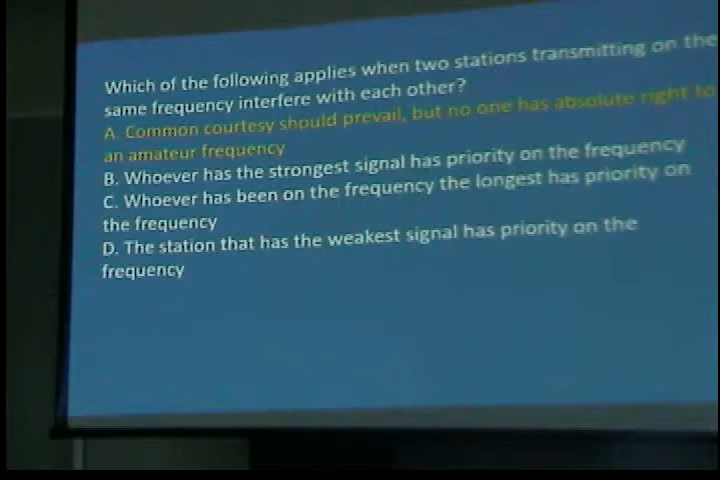 Which of the following applies when two stations transmitting on the
same frequency interfere with each other?
A. Common courtesy should prevail, but no one has absolute right to
an amateur frequency
B. Whoever has the strongest signal has priority on the frequency
C. Whoever has been on the frequency the longest has priority on
the frequency
D. The station that has the weakest signal has priority on the
frequency